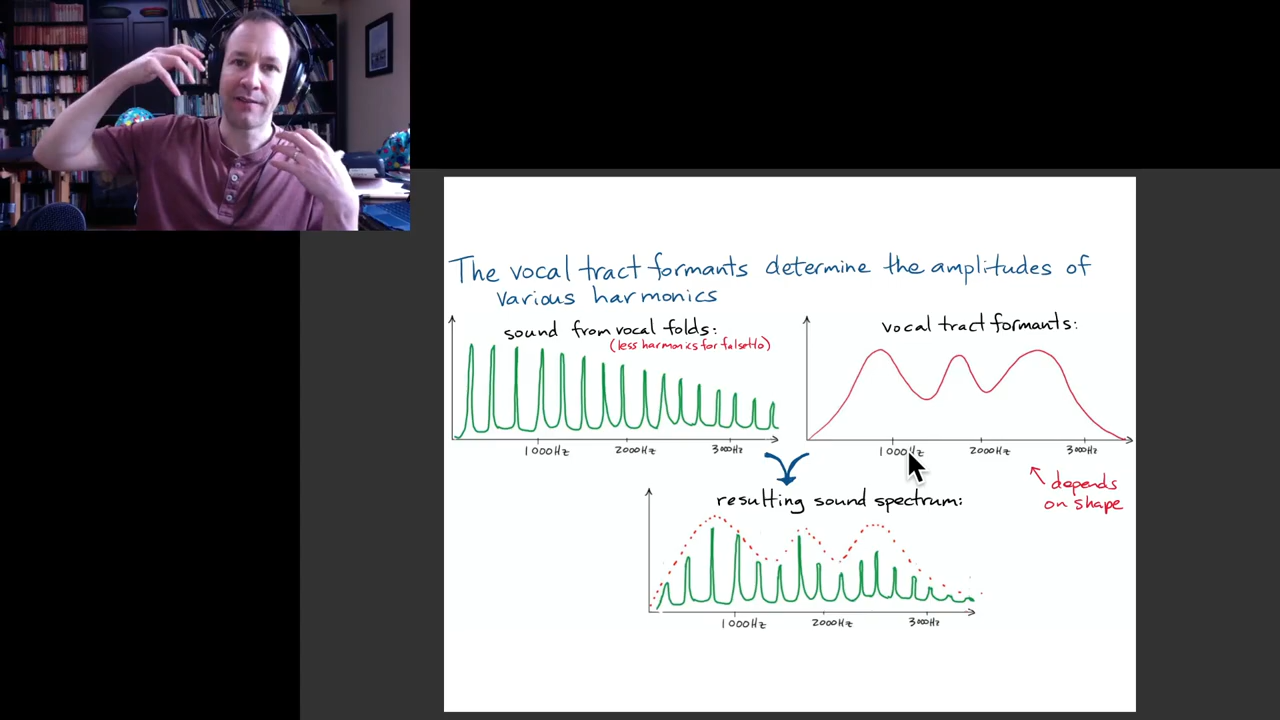 The vocal tract formants determine the amplitudes of
various harmonics
sound from vocal folds:
(less harmonics for falsetto)
1000Hz 2000Hz 3000Hz
vocal tract formants:
1000Hz 2000Hz 3000Hz
depends
on shape
resulting sound spectrum:
1000Hz 2000Hz 3000Hz